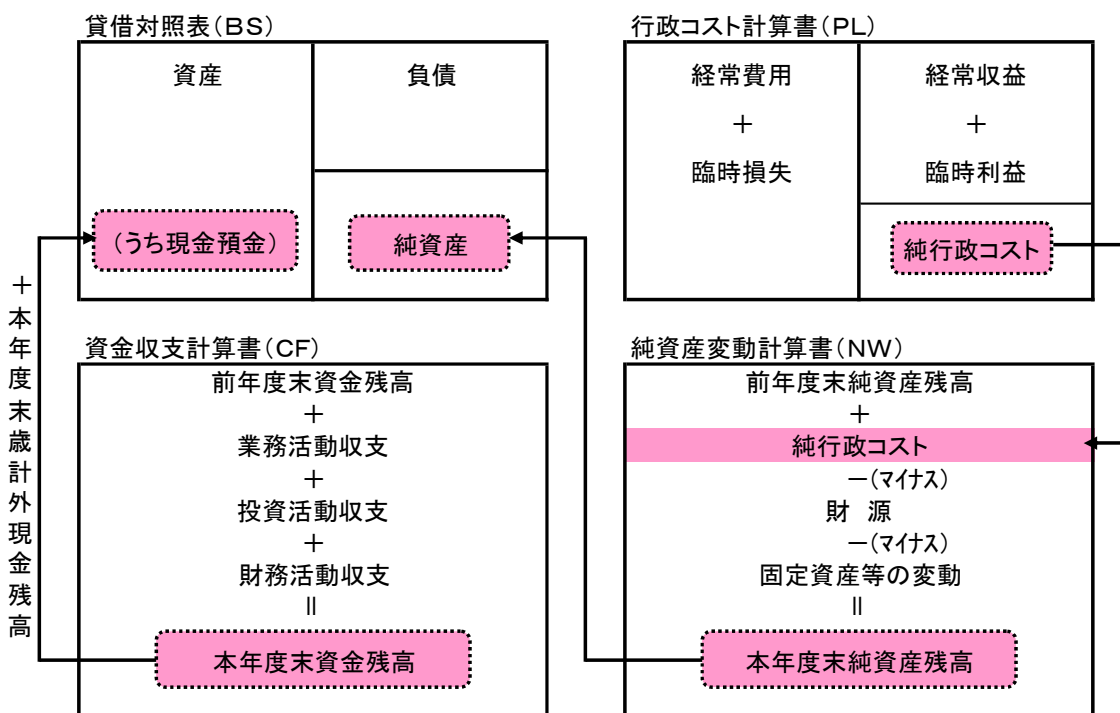 貸借対照表(BS)
資産
負債
(うち現金預金)
純資産
行政コスト計算書(PL)
経常費用
＋
臨時損失
経常収益
＋
臨時利益
純行政コスト
＋本年度末歳計外現金残高
資金収支計算書(CF)
前年度末資金残高
＋
業務活動収支
＋
投資活動収支
＋
財務活動収支
＝
本年度末資金残高
純資産変動計算書(NW)
前年度末純資産残高
＋
純行政コスト
－(マイナス)
財 源
－(マイナス)
固定資産等の変動
＝
本年度末純資産残高